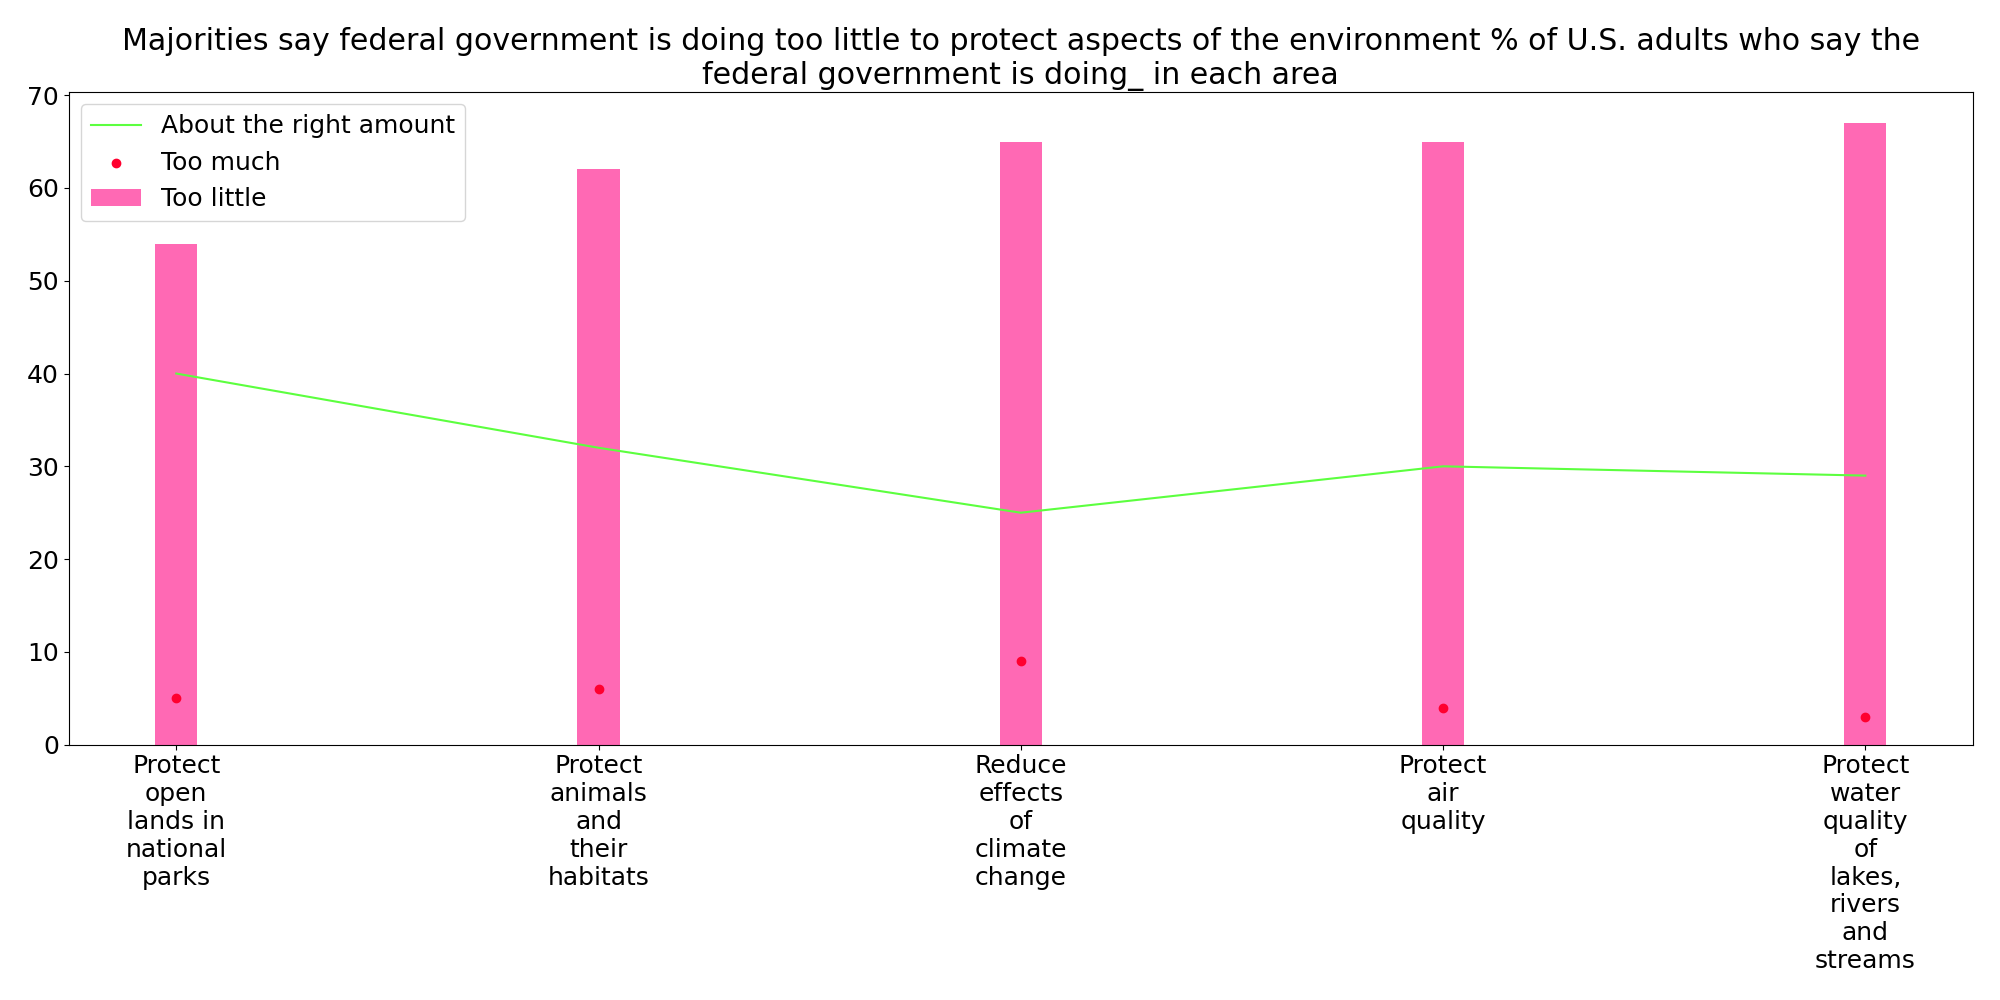 Majorities say federal government is doing too little to protect aspects of the environment % of U.S. adults who say the
federal government is doing_ in each area
70
60
50
40
30
20
10
0
About the right amount
Too much
Too little
Protect
open
lands in
national
parks
Protect
animals
and
their
habitats
Reduce
effects
of
climate
change
Protect
air
quality
Protect
water
quality
of
lakes,
rivers
and
streams